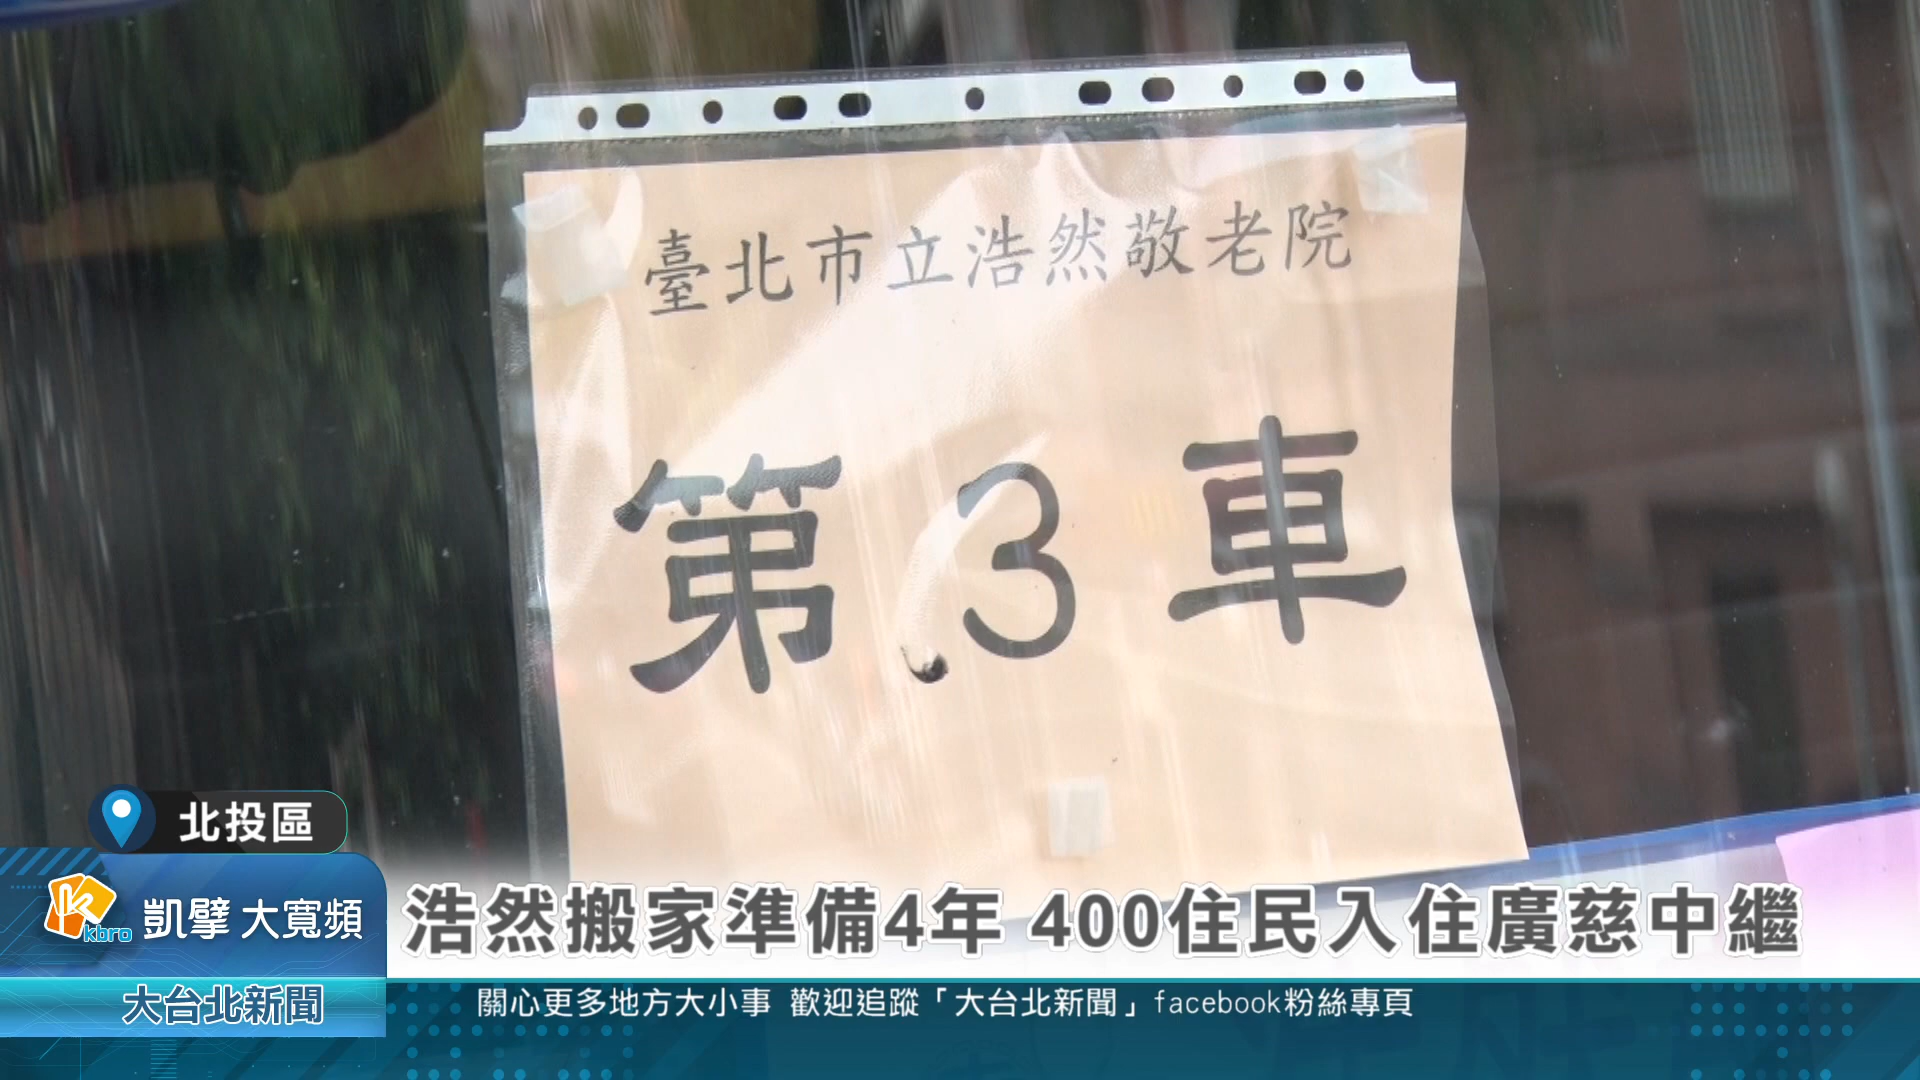 臺北市立浩然敬老院
第3車
北投區
kbro 凱擘大寬頻
浩然搬家準備4年 400住民入住廣慈中繼
大台北新聞
關心更多地方大小事 歡迎追蹤「大台北新聞」facebook粉絲專頁